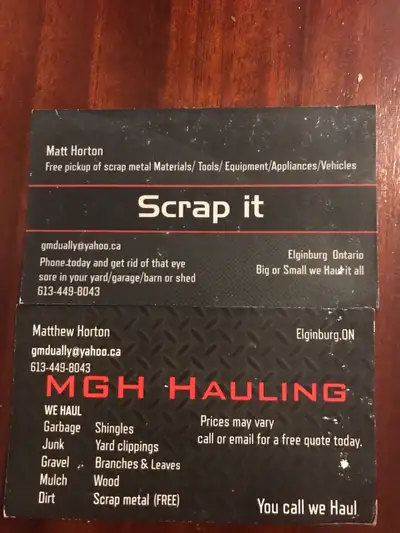 Matt Horton
Free pickup of scrap metal Materials/ Tools/ Equipment/Appliances/Vehicles
Scrap it
gmdually@yahoo.ca
Phone today and get rid of that eye
sore in your yard/garage/barn or shed
613-449-8043
Elginburg Ontario
Big or Small we Haul it all
Matthew Horton
gmdually@yahoo.ca
613-449-8043
Elginburg,ON
MGH HAULING
WE HAUL
Garbage Shingles
Junk Yard clippings
Gravel Branches & Leaves
Mulch Wood
Dirt Scrap metal (FREE)
Prices may vary
call or email for a free quote today.
You call we Haul